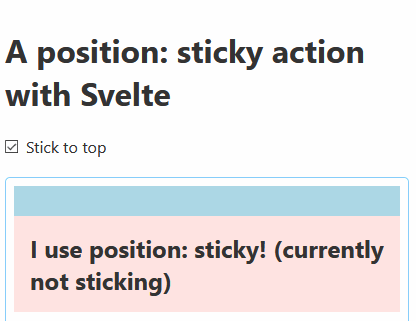 A position: sticky action
with Svelte
Stick to top
I use position: sticky! (currently
not sticking)